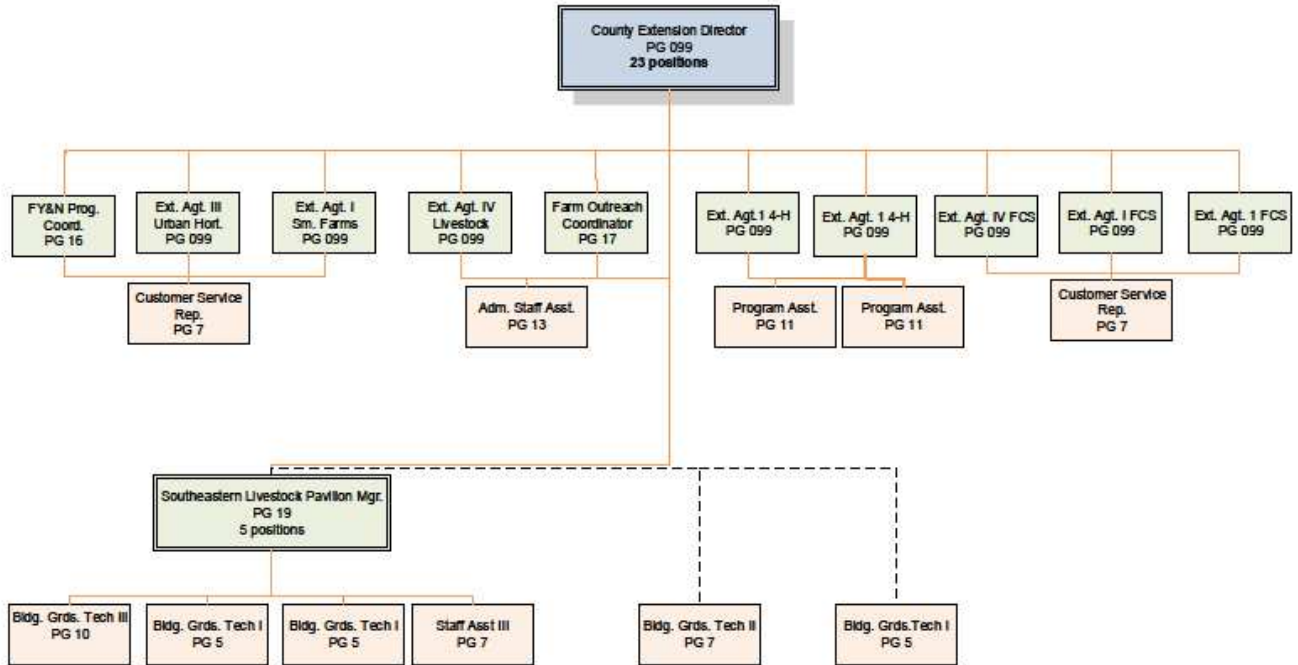 County Extension Director
PG 099
23 positions
FY&N Prog.
Coord.
PG 16
Ext. Agt. III
Urban Hort.
PG 099
Ext. Agt. I
Sm. Farms
PG 099
Ext. Agt. IV
Livestock
PG 099
Farm Outreach
Coordinator
PG 17
Ext. Agt.1 4-H
PG 099
Ext. Agt. 1 4-H
PG 099
Ext. Agt. IV FCS
PG 099
Ext. Agt. I FCS
PG 099
Ext. Agt. 1 FCS
PG 099
Customer Service
Rep.
PG 7
Adm. Staff Asst.
PG 13
Program Asst.
PG 11
Program Asst.
PG 11
Customer Service
Rep.
PG 7
Southeastern Livestock Pavilion Mgr.
PG 19
5 positions
Bldg. Grds. Tech III
PG 10
Bldg. Grds. Tech I
PG 5
Bldg. Grds. Tech I
PG 5
Staff Asst III
PG 7
Bldg. Grds. Tech II
PG 7
Bldg. Grds.Tech I
PG 5